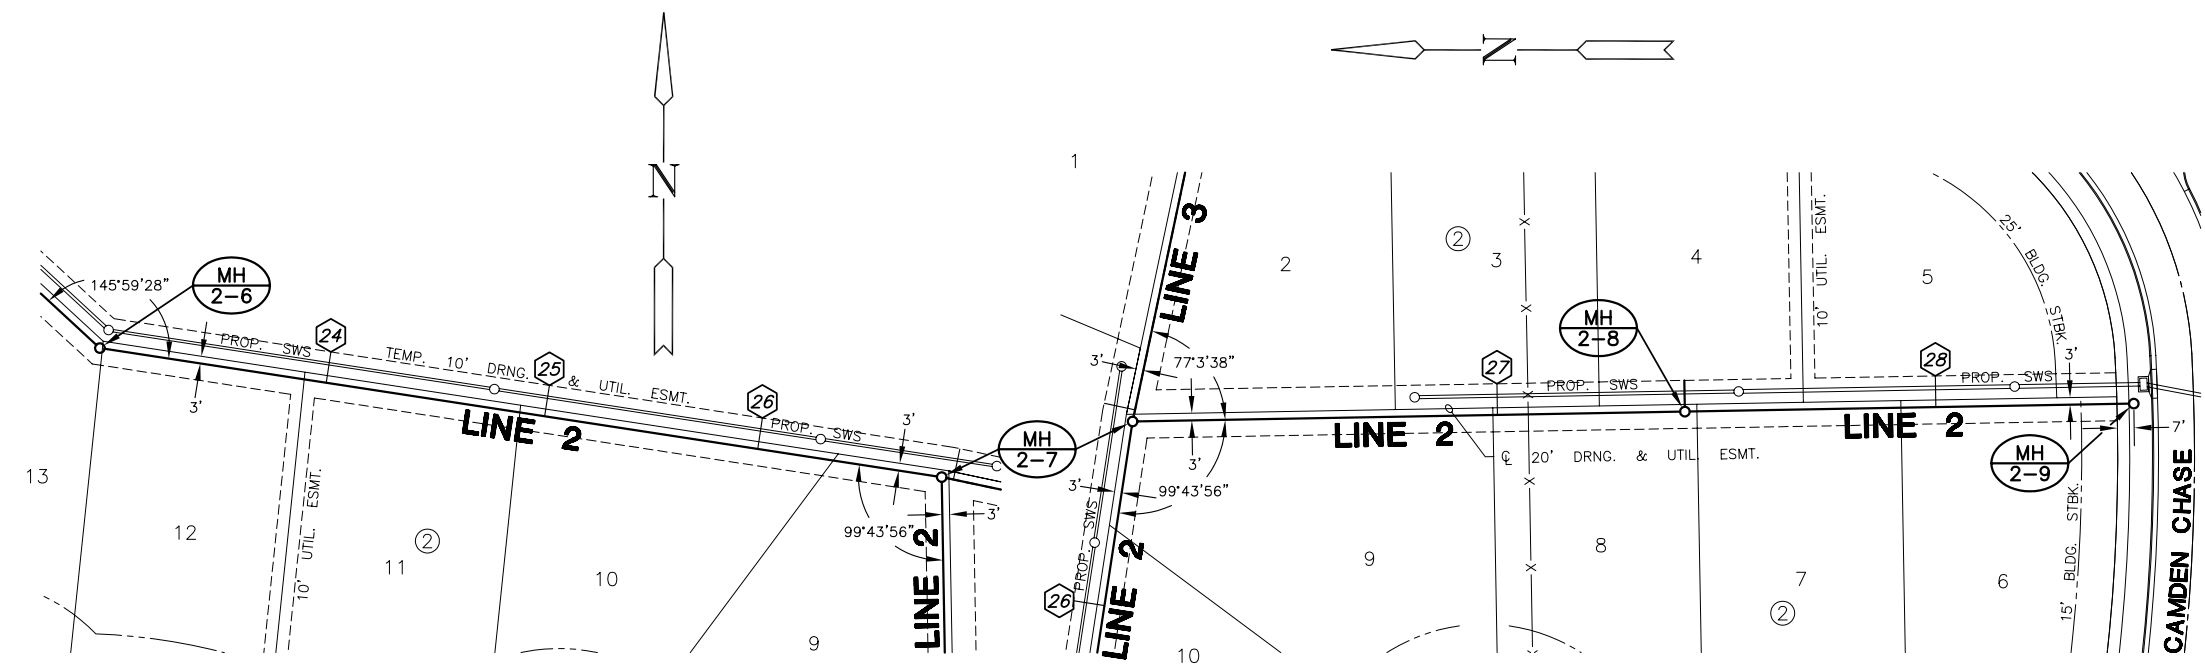 N
145°59'28"
MH
2-6
PROP. SWS
24
TEMP. 10' DRNG. & UTIL. ESMT.
25
26
PROP. SWS
3'
3'
LINE 2
13
12
10' UTIL. ESMT.
2
11
10
9
99°43'56"
LINE 2
3'
MH
2-7
N
1
LINE 3
3'
77°3'38"
3'
3'
99°43'56"
PROP. SWS
26
LINE 2
10
2
2
3
4
10' UTIL. ESMT.
5
25' BLDG. STBK.
MH
2-8
27
28
PROP. SWS
PROP. SWS
3'
LINE 2
LINE 2
℄ 20' DRNG. & UTIL. ESMT.
MH
2-9
7'
9
8
7
2
6
15' BLDG. STBK.
CAMDEN CHASE
X
X
X
X
X
X
X